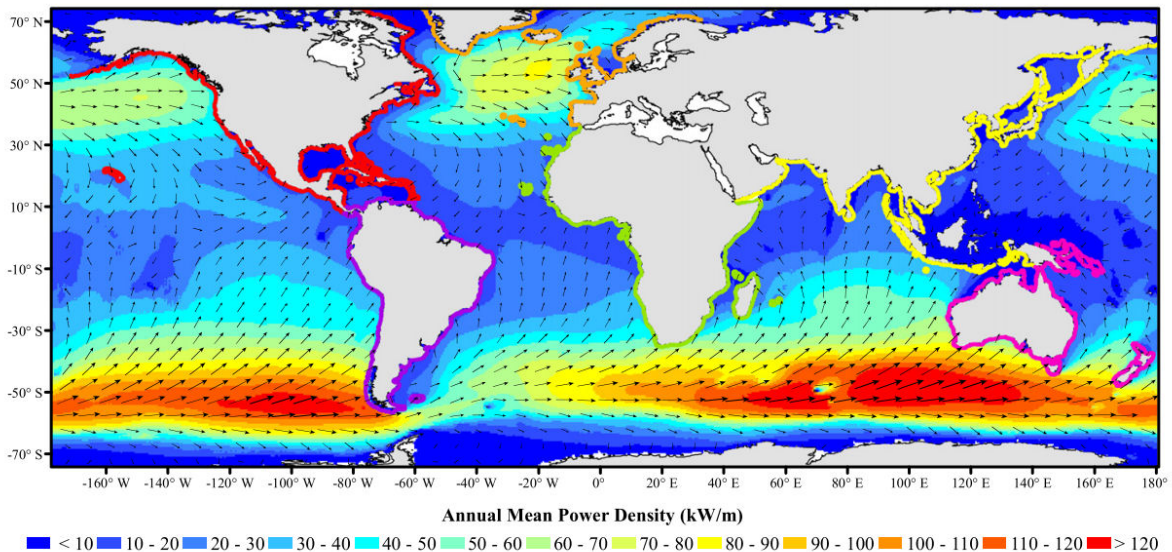 70° N
50° N
30° N
10° N
-10° S
-30° S
-50° S
-70° S
-160° W -140° W -120° W -100° W -80° W -60° W -40° W -20° W 0° 20° E 40° E 60° E 80° E 100° E 120° E 140° E 160° E 180°
Annual Mean Power Density (kW/m)
< 10 10 - 20 20 - 30 30 - 40 40 - 50 50 - 60 60 - 70 70 - 80 80 - 90 90 - 100 100 - 110 110 - 120 > 120